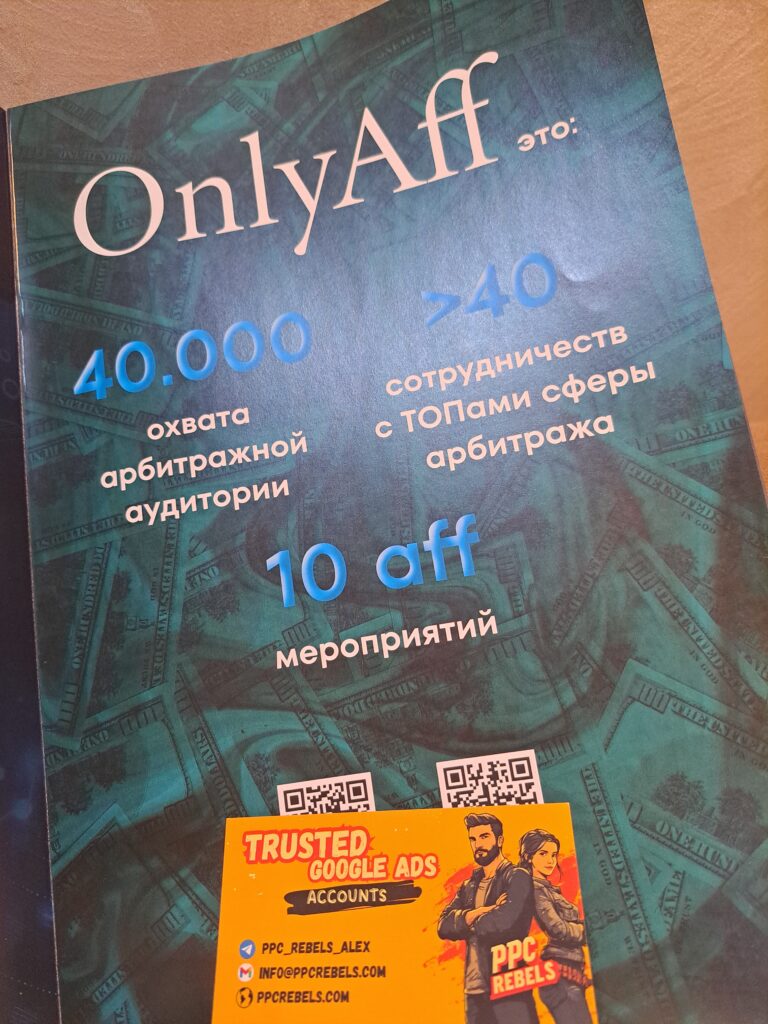 OnlyAff это:
40.000
охвата
арбитражной
аудитории
>40
сотрудничеств
с ТОПами сферы
арбитража
10 aff
мероприятий
TRUSTED
GOOGLE ADS
ACCOUNTS
PPC_REBELS_ALEX
INFO@PPCREBELS.COM
PPCREBELS.COM
PPC
REBELS